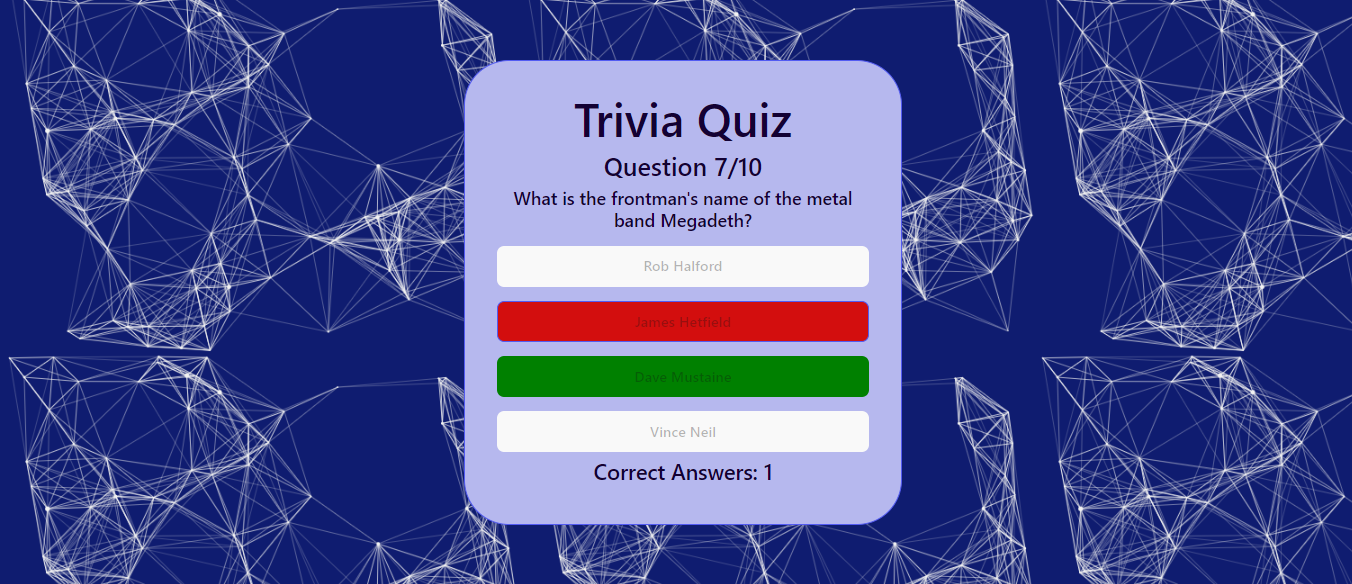 Trivia Quiz
Question 7/10
What is the frontman's name of the metal
band Megadeth?
Rob Halford
James Hetfield
Dave Mustaine
Vince Neil
Correct Answers: 1